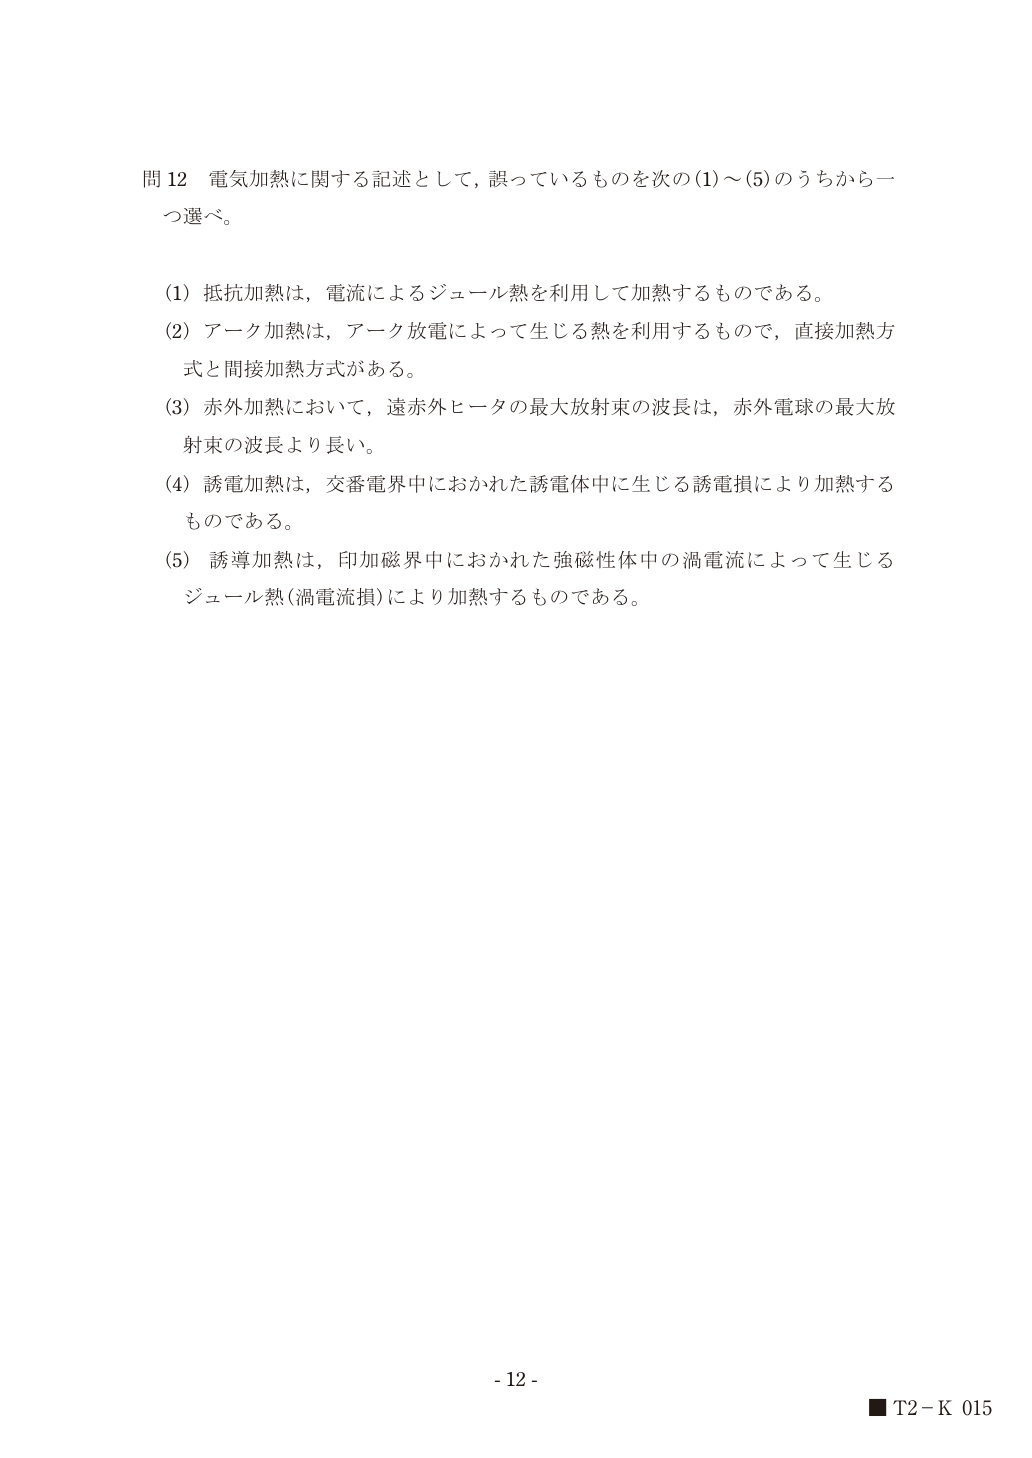 問 12　電気加熱に関する記述として, 誤っているものを次の(1)～(5)のうちから一
つ選べ。
(1) 抵抗加熱は，電流によるジュール熱を利用して加熱するものである。
(2) アーク加熱は，アーク放電によって生じる熱を利用するもので，直接加熱方
式と間接加熱方式がある。
(3) 赤外加熱において，遠赤外ヒータの最大放射束の波長は，赤外電球の最大放
射束の波長より長い。
(4) 誘電加熱は，交番電界中におかれた誘電体中に生じる誘電損により加熱する
ものである。
(5) 誘導加熱は，印加磁界中におかれた強磁性体中の渦電流によって生じる
ジュール熱(渦電流損)により加熱するものである。
- 12 -
■ T2－K 015